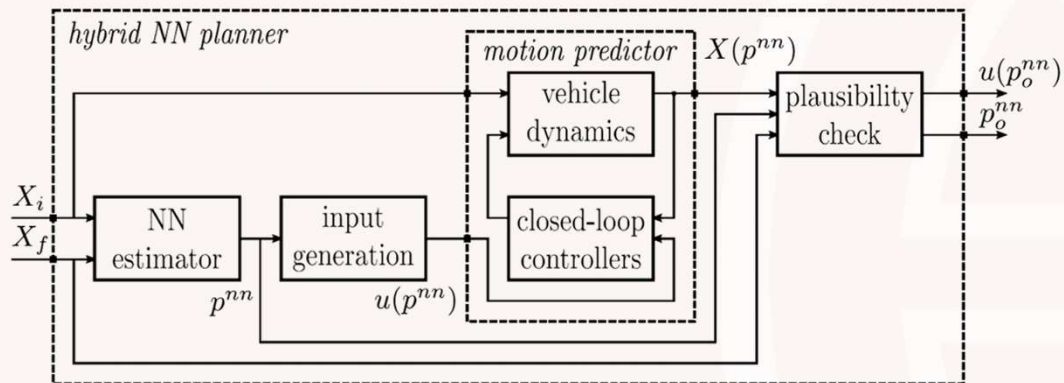 hybrid NN planner
motion predictor
X(p^{nn})
vehicle
dynamics
plausibility
check
u(p_o^{nn})
p_o^{nn}
X_i
X_f
NN
estimator
input
generation
closed-loop
controllers
p^{nn}
u(p^{nn})